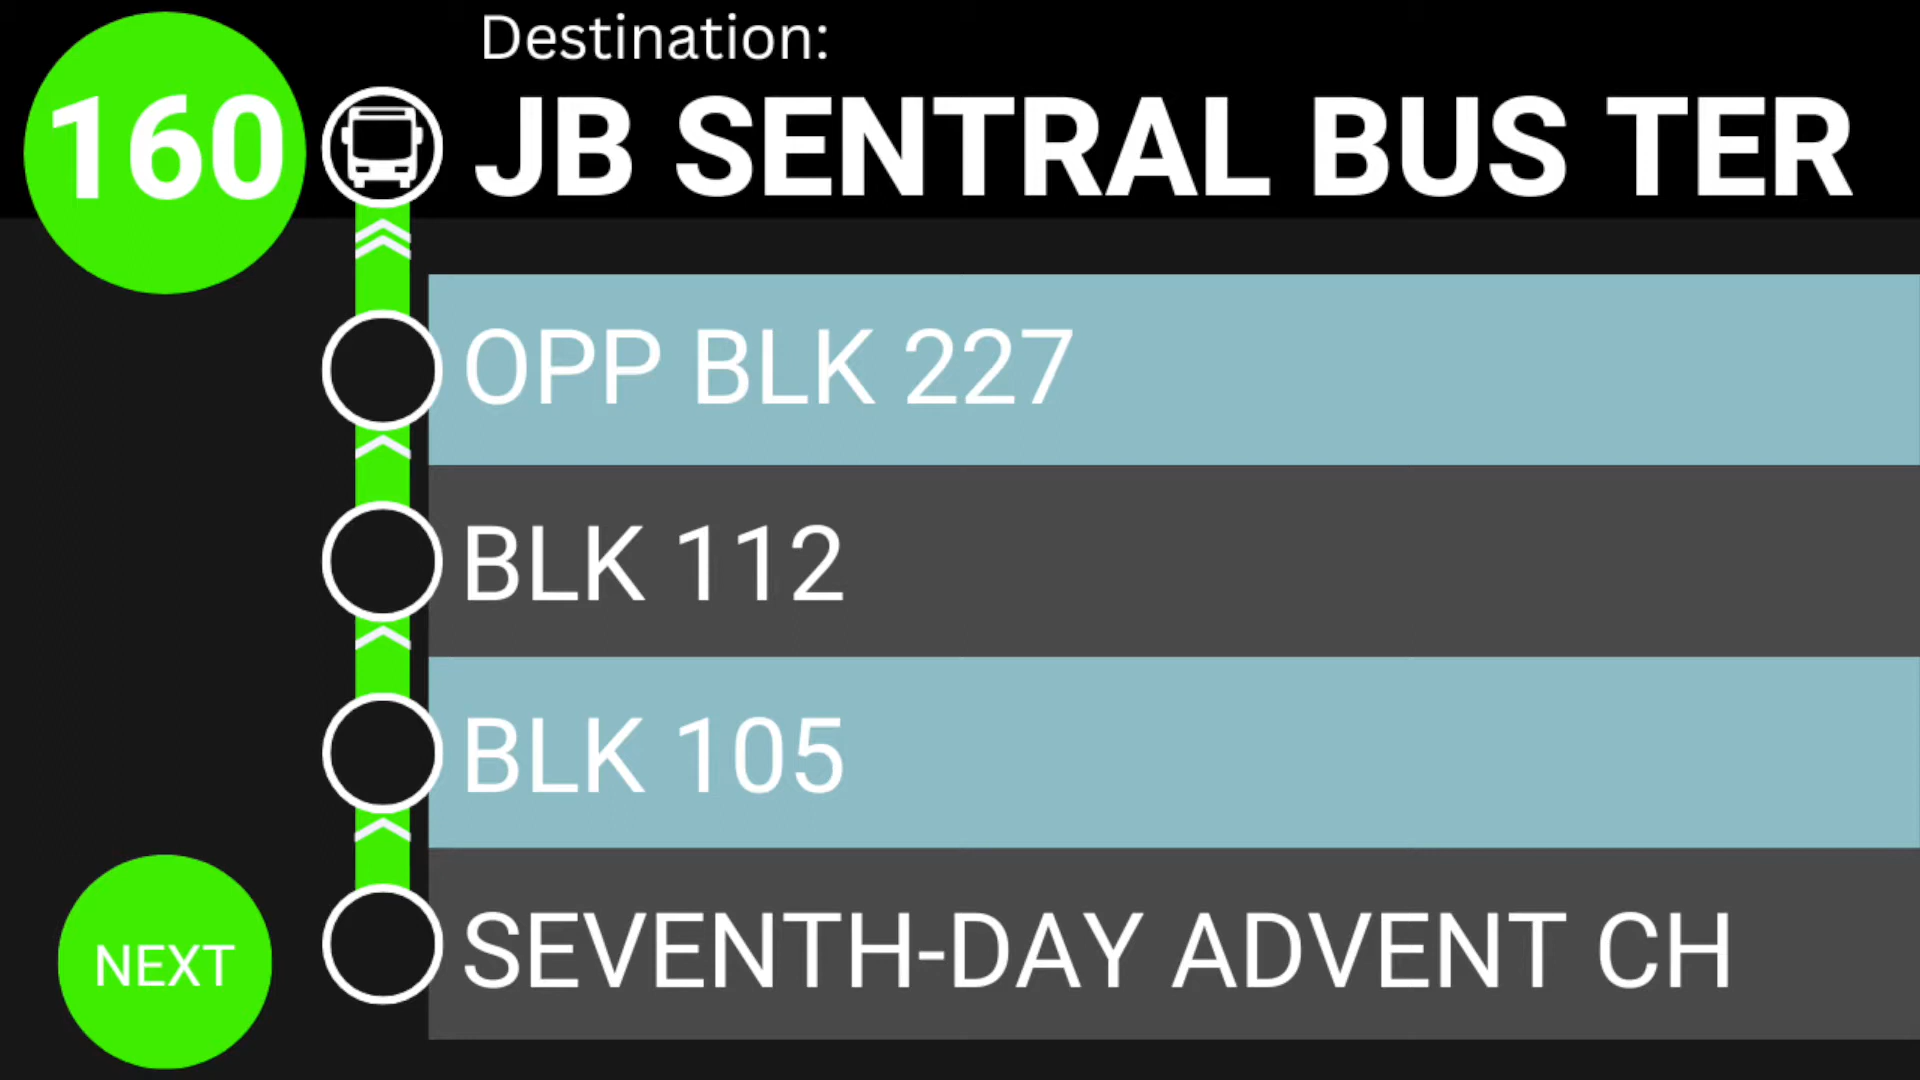 160
Destination:
JB SENTRAL BUS TER
OPP BLK 227
BLK 112
BLK 105
NEXT
SEVENTH-DAY ADVENT CH